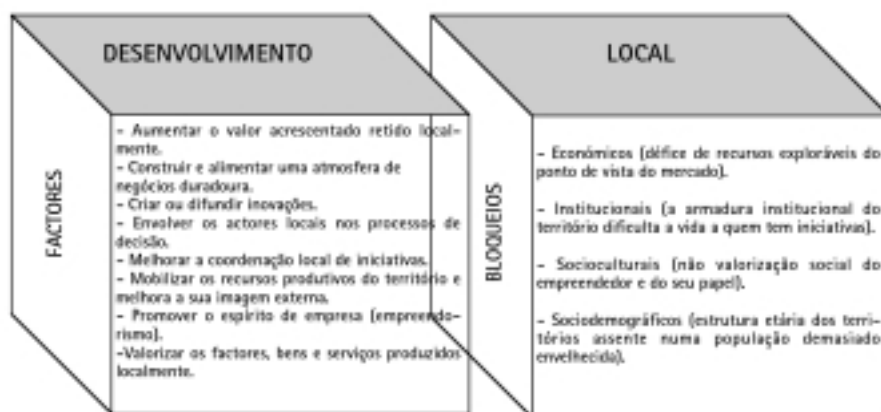 DESENVOLVIMENTO
FACTORES
- Aumentar o valor acrescentado retido local-
mente.
- Construir e alimentar uma atmosfera de
negócios duradoura.
- Criar ou difundir inovações.
- Envolver os actores locais nos processos de
decisão.
- Melhorar a coordenação local de iniciativas.
- Mobilizar os recursos produtivos do território e
melhora a sua imagem externa.
- Promover o espírito de empresa (empreendo-
rismo).
-Valorizar os factores, bens e serviços produzidos
localmente.
LOCAL
BLOQUEIOS
- Económicos (défice de recursos exploráveis do
ponto de vista do mercado).
- Institucionais (a armadura institucional do
território dificulta a vida a quem tem iniciativas).
- Socioculturais (não valorização social do
empreendedor e do seu papel).
- Sociodemográficos (estrutura etária dos terri-
tórios assente numa população demasiado
envelhecida).